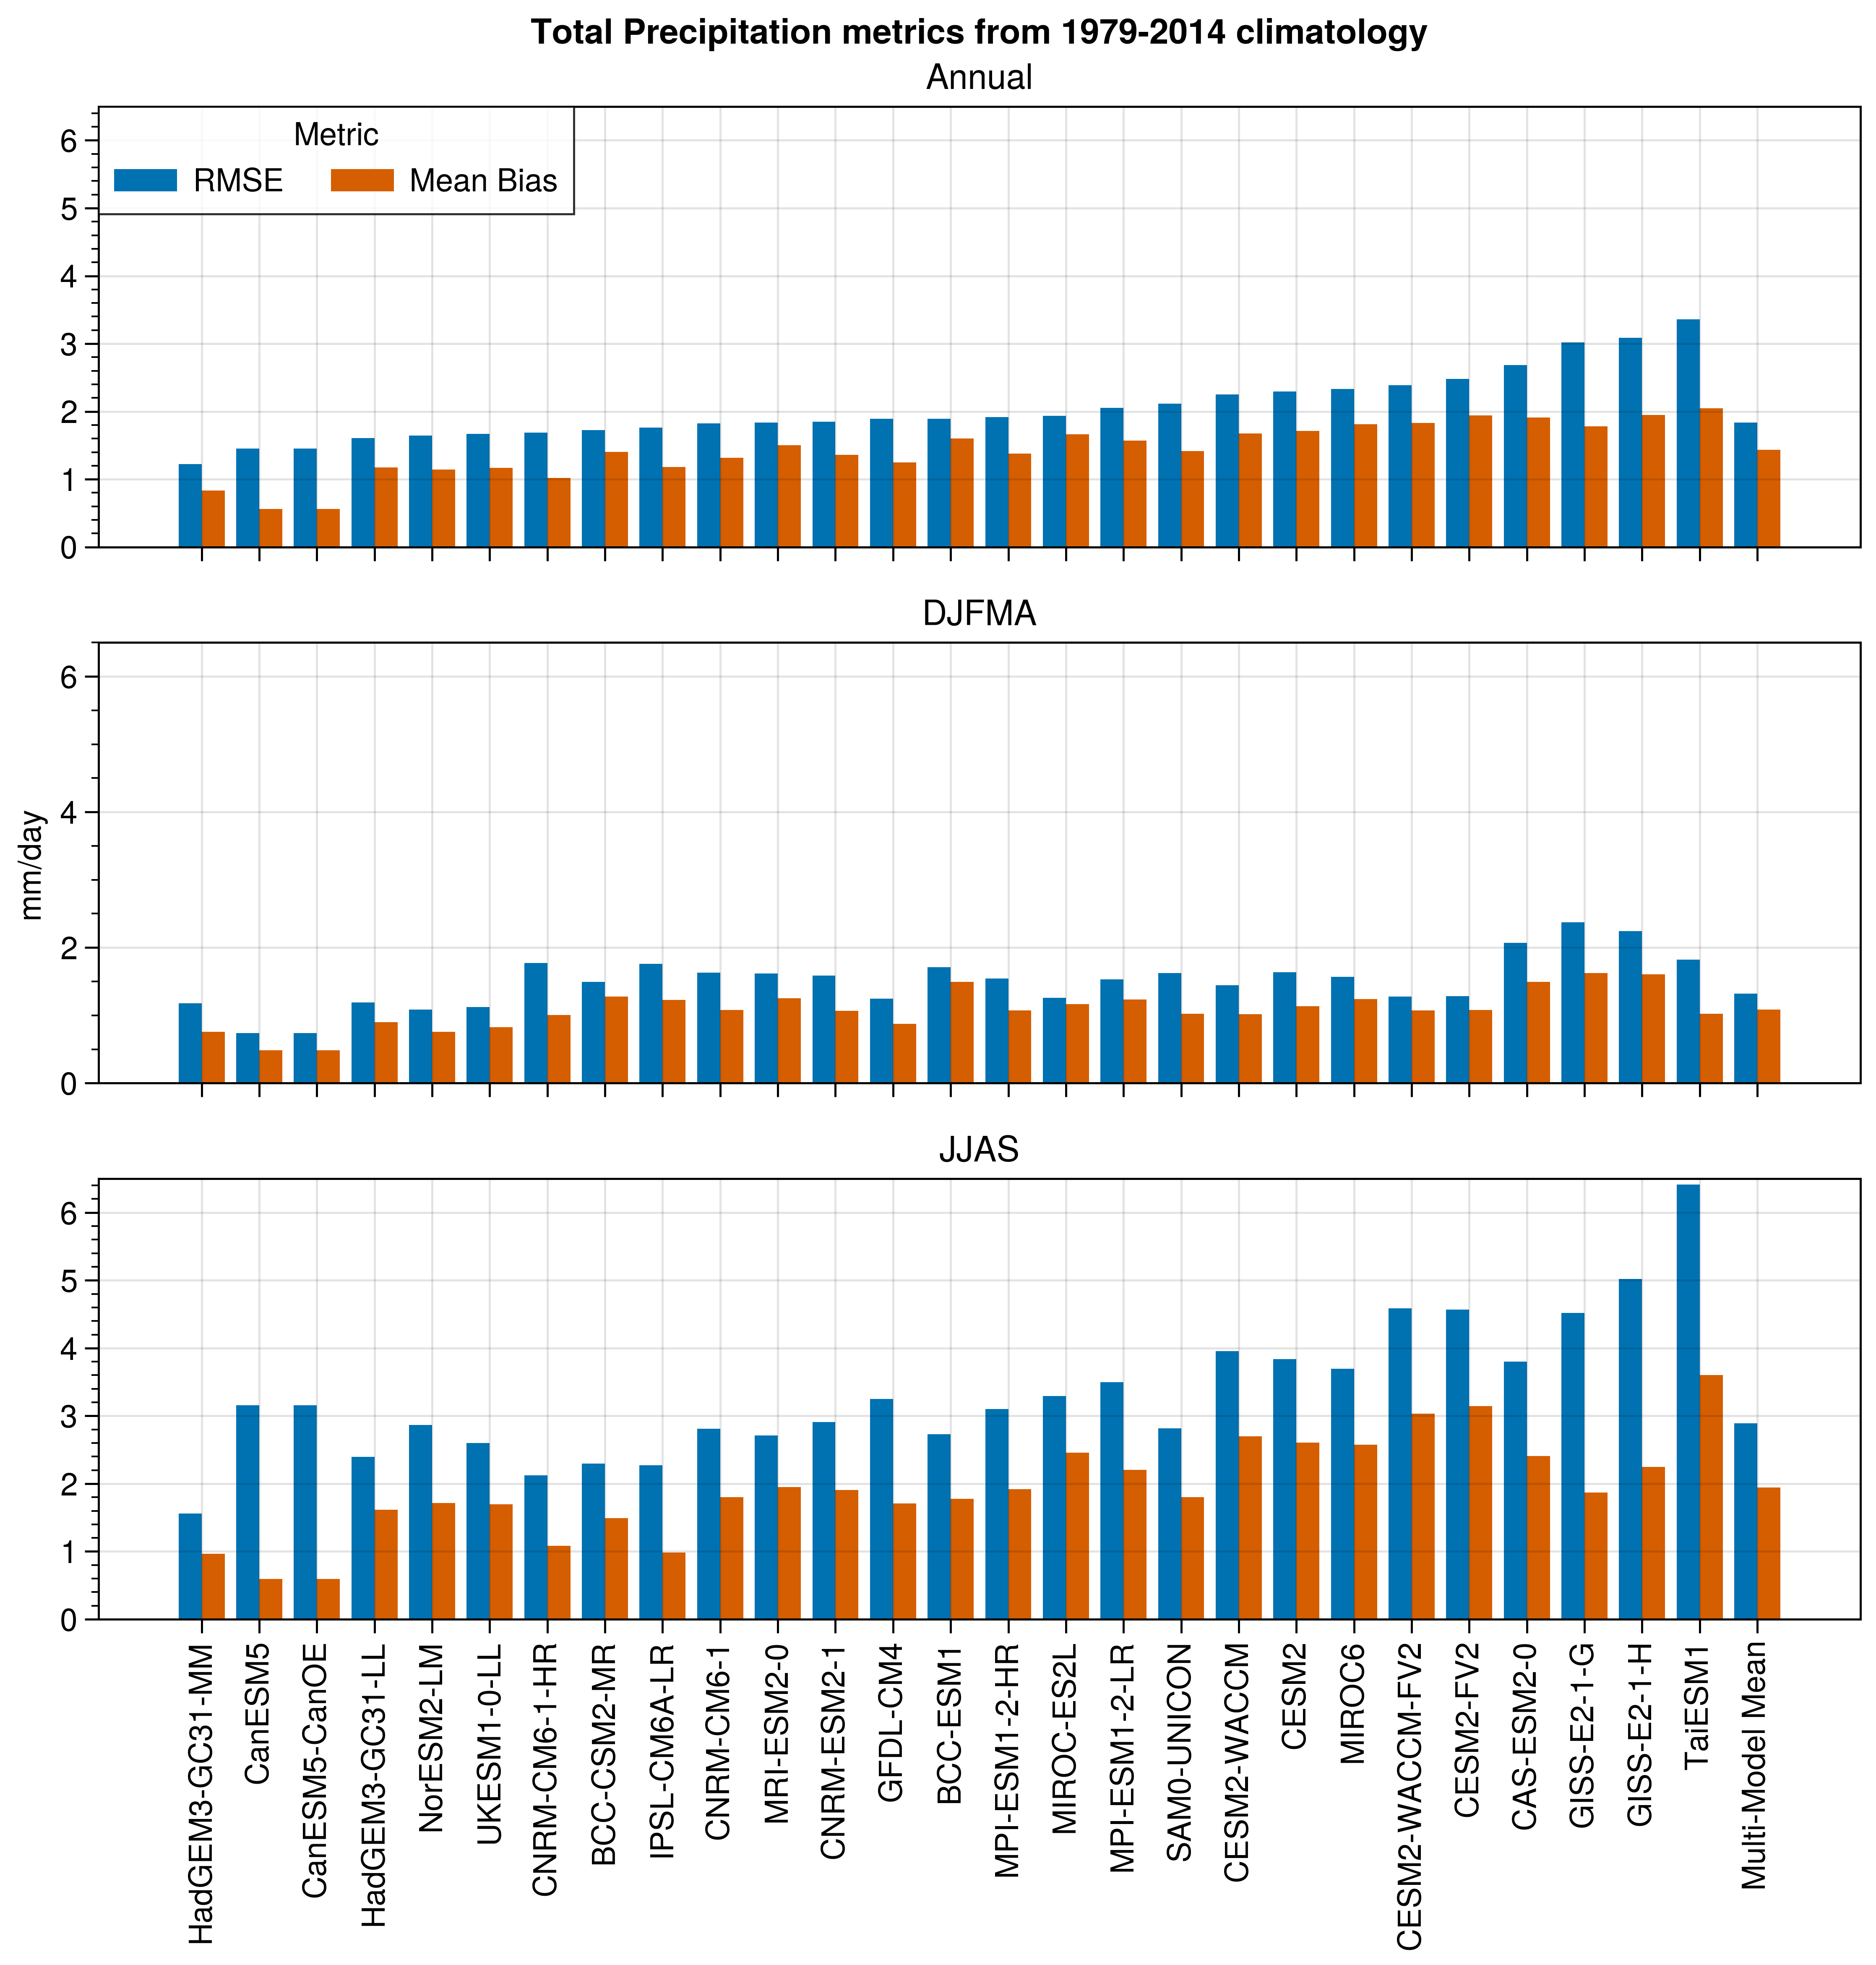 Total Precipitation metrics from 1979-2014 climatology
Annual
Metric
RMSE Mean Bias
6
5
4
3
2
1
0
DJFMA
mm/day
6
4
2
0
JJAS
6
5
4
3
2
1
0
HadGEM3-GC31-MM
CanESM5
CanESM5-CanOE
HadGEM3-GC31-LL
NorESM2-LM
UKESM1-0-LL
CNRM-CM6-1-HR
BCC-CSM2-MR
IPSL-CM6A-LR
CNRM-CM6-1
MRI-ESM2-0
CNRM-ESM2-1
GFDL-CM4
BCC-ESM1
MPI-ESM1-2-HR
MIROC-ES2L
MPI-ESM1-2-LR
SAM0-UNICON
CESM2-WACCM
CESM2
MIROC6
CESM2-WACCM-FV2
CESM2-FV2
CAS-ESM2-0
GISS-E2-1-G
GISS-E2-1-H
TaiESM1
Multi-Model Mean